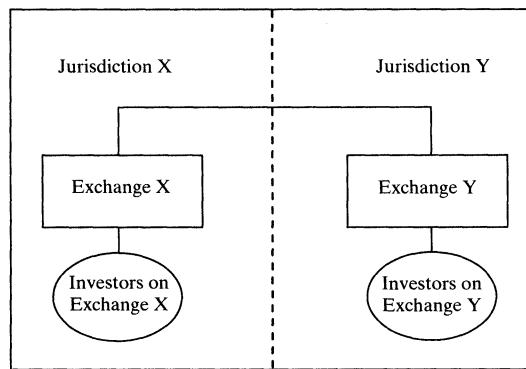 Jurisdiction X
Jurisdiction Y
Exchange X
Exchange Y
Investors on
Exchange X
Investors on
Exchange Y